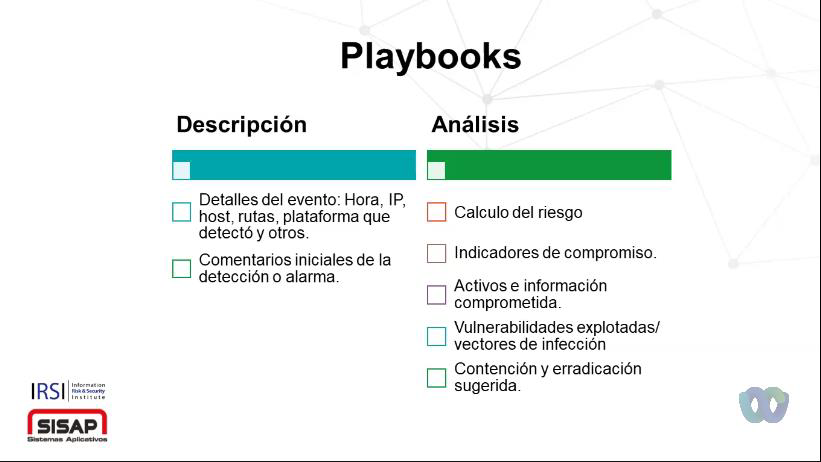 Playbooks
Descripción
Detalles del evento: Hora, IP,
host, rutas, plataforma que
detectó y otros.
Comentarios iniciales de la
detección o alarma.
Análisis
Calculo del riesgo
Indicadores de compromiso.
Activos e información
comprometida.
Vulnerabilidades explotadas/
vectores de infección
Contención y erradicación
sugerida.
IRSI
Information
Risk & Security
Institute
SISAP
Sistemas Aplicativos